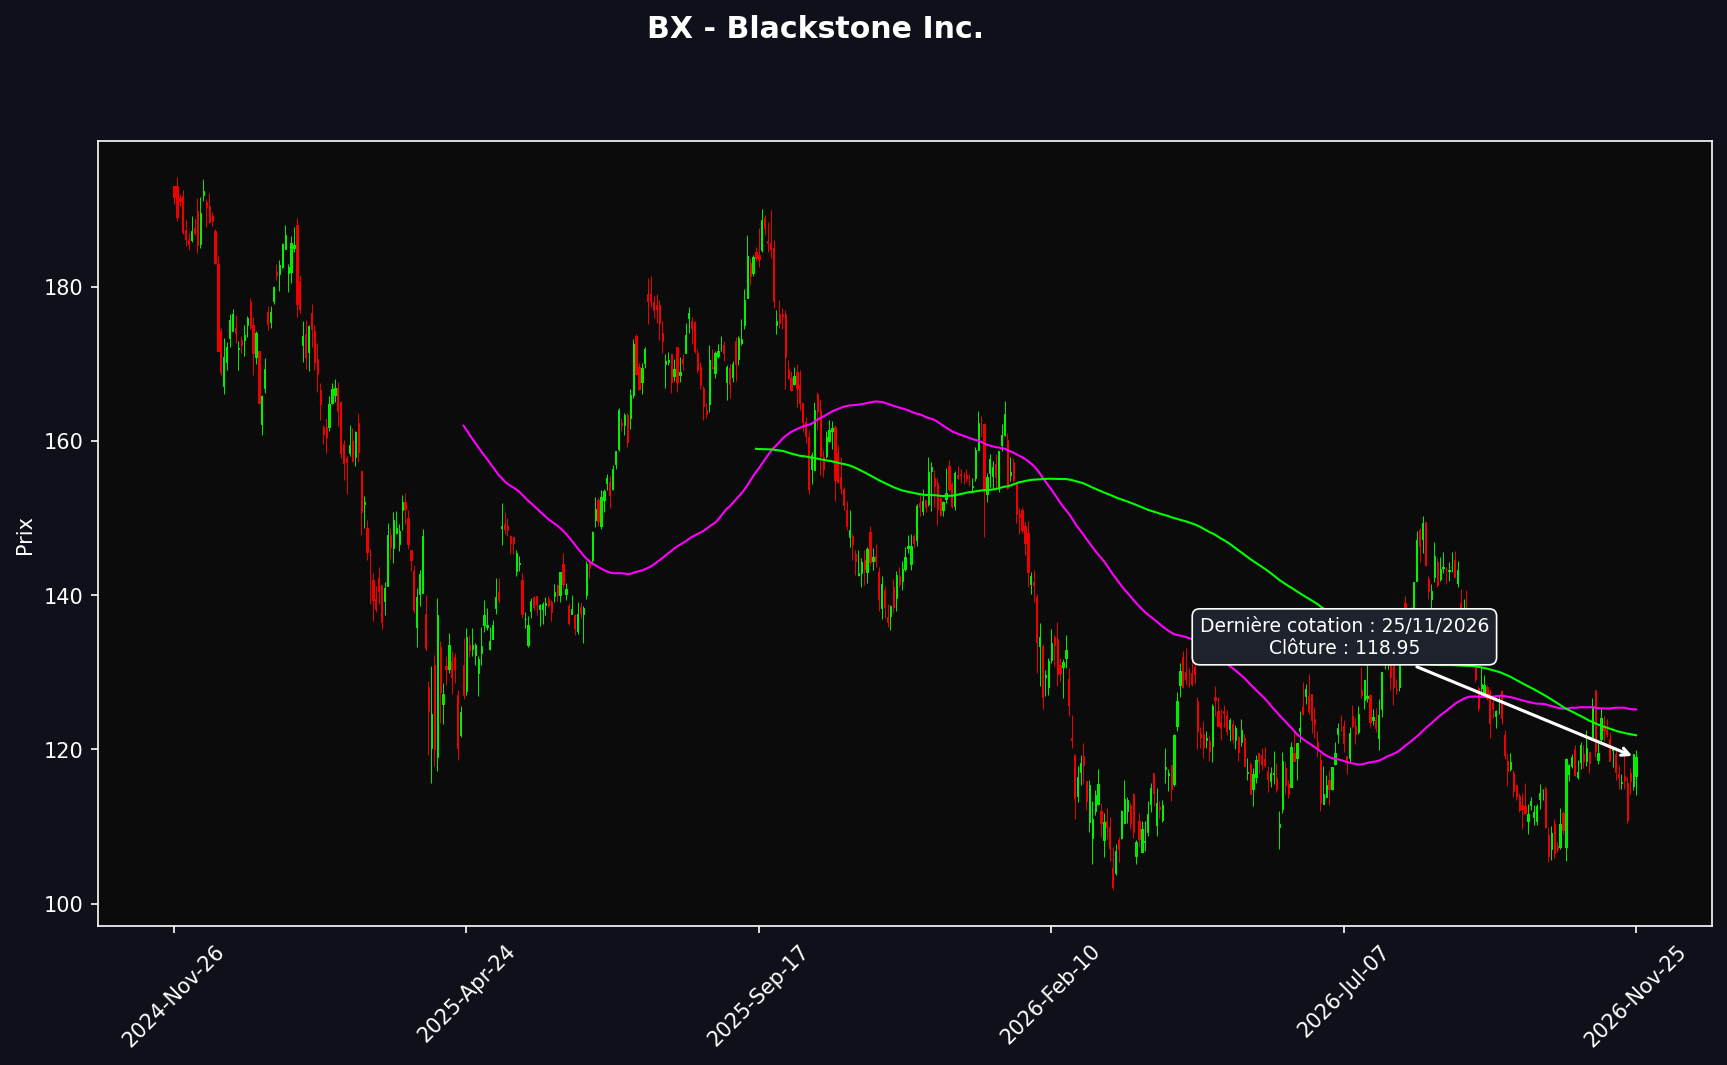 BX - Blackstone Inc.
Prix
180
160
140
120
100
Dernière cotation : 25/11/2026
Clôture : 118.95
2024-Nov-26
2025-Apr-24
2025-Sep-17
2026-Feb-10
2026-Jul-07
2026-Nov-25